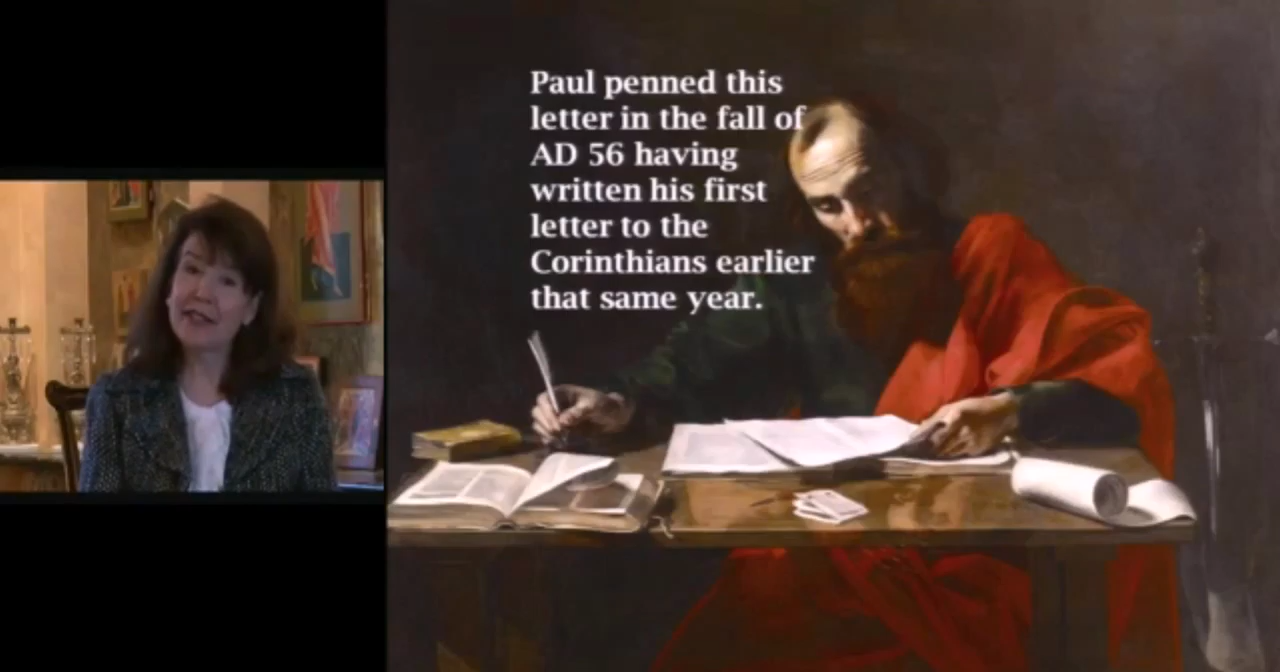 Paul penned this
letter in the fall of
AD 56 having
written his first
letter to the
Corinthians earlier
that same year.